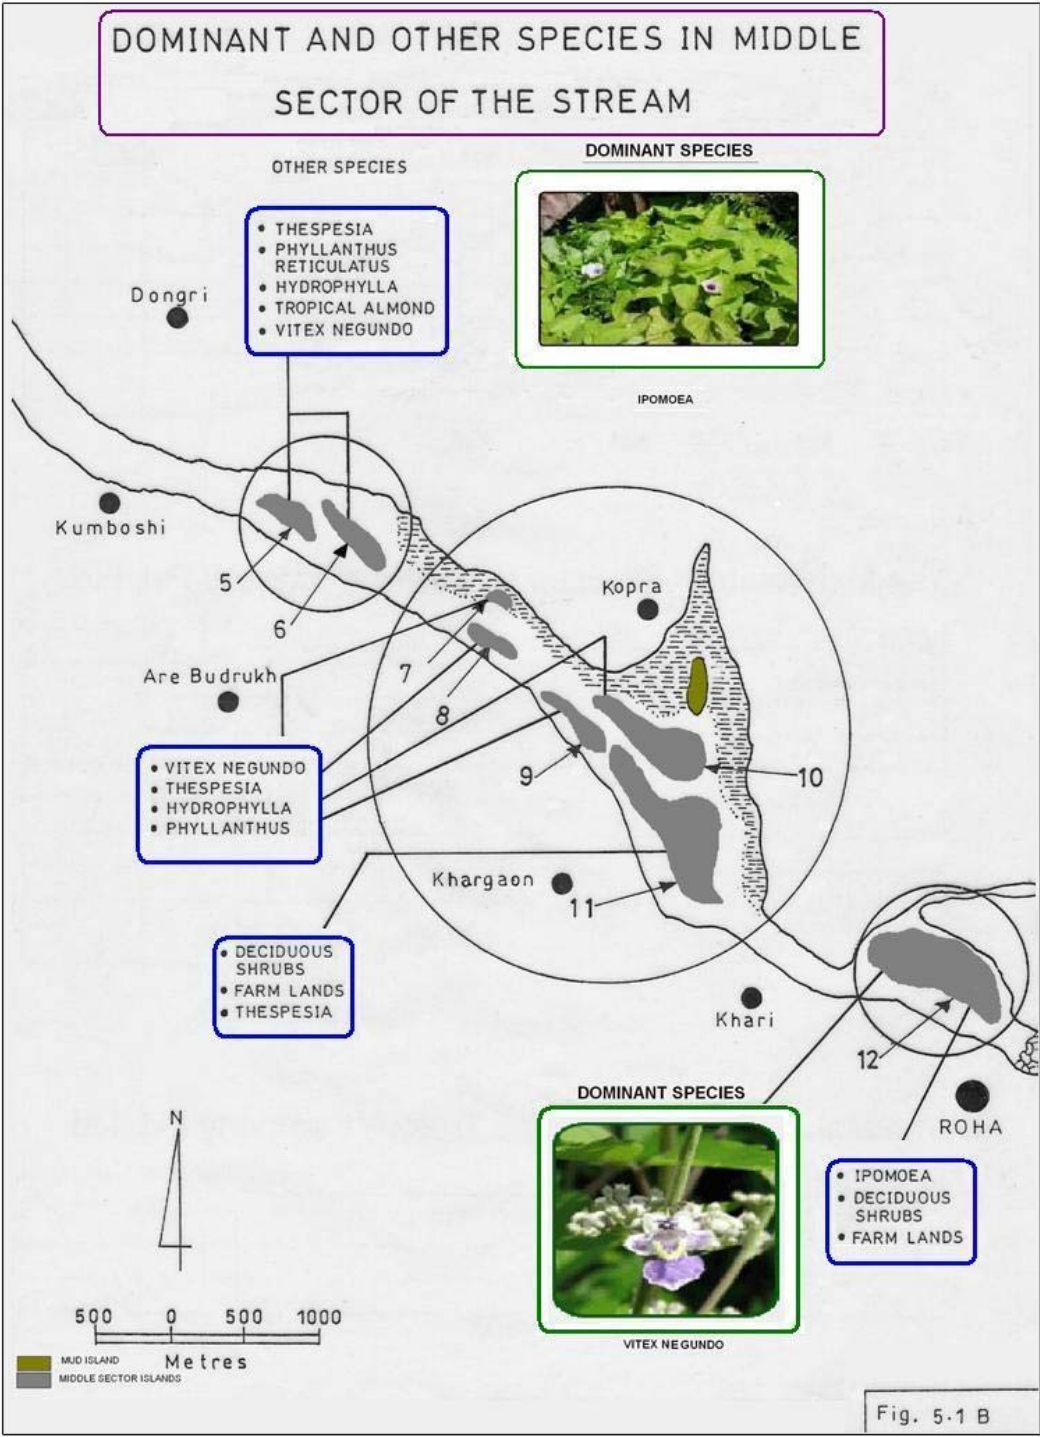 DOMINANT AND OTHER SPECIES IN MIDDLE
SECTOR OF THE STREAM
OTHER SPECIES
DOMINANT SPECIES
• THESPESIA
• PHYLLANTHUS
RETICULATUS
• HYDROPHYLLA
• TROPICAL ALMOND
• VITEX NEGUNDO
IPOMOEA
Dongri
Kumboshi
5
6
Kopra
Are Budrukh
7
8
9
10
• VITEX NEGUNDO
• THESPESIA
• HYDROPHYLLA
• PHYLLANTHUS
Khargaon
11
• DECIDUOUS
SHRUBS
• FARM LANDS
• THESPESIA
Khari
12
ROHA
DOMINANT SPECIES
VITEX NEGUNDO
• IPOMOEA
• DECIDUOUS
SHRUBS
• FARM LANDS
N
500 0 500 1000
Metres
MUD ISLAND
MIDDLE SECTOR ISLANDS
Fig. 5.1 B